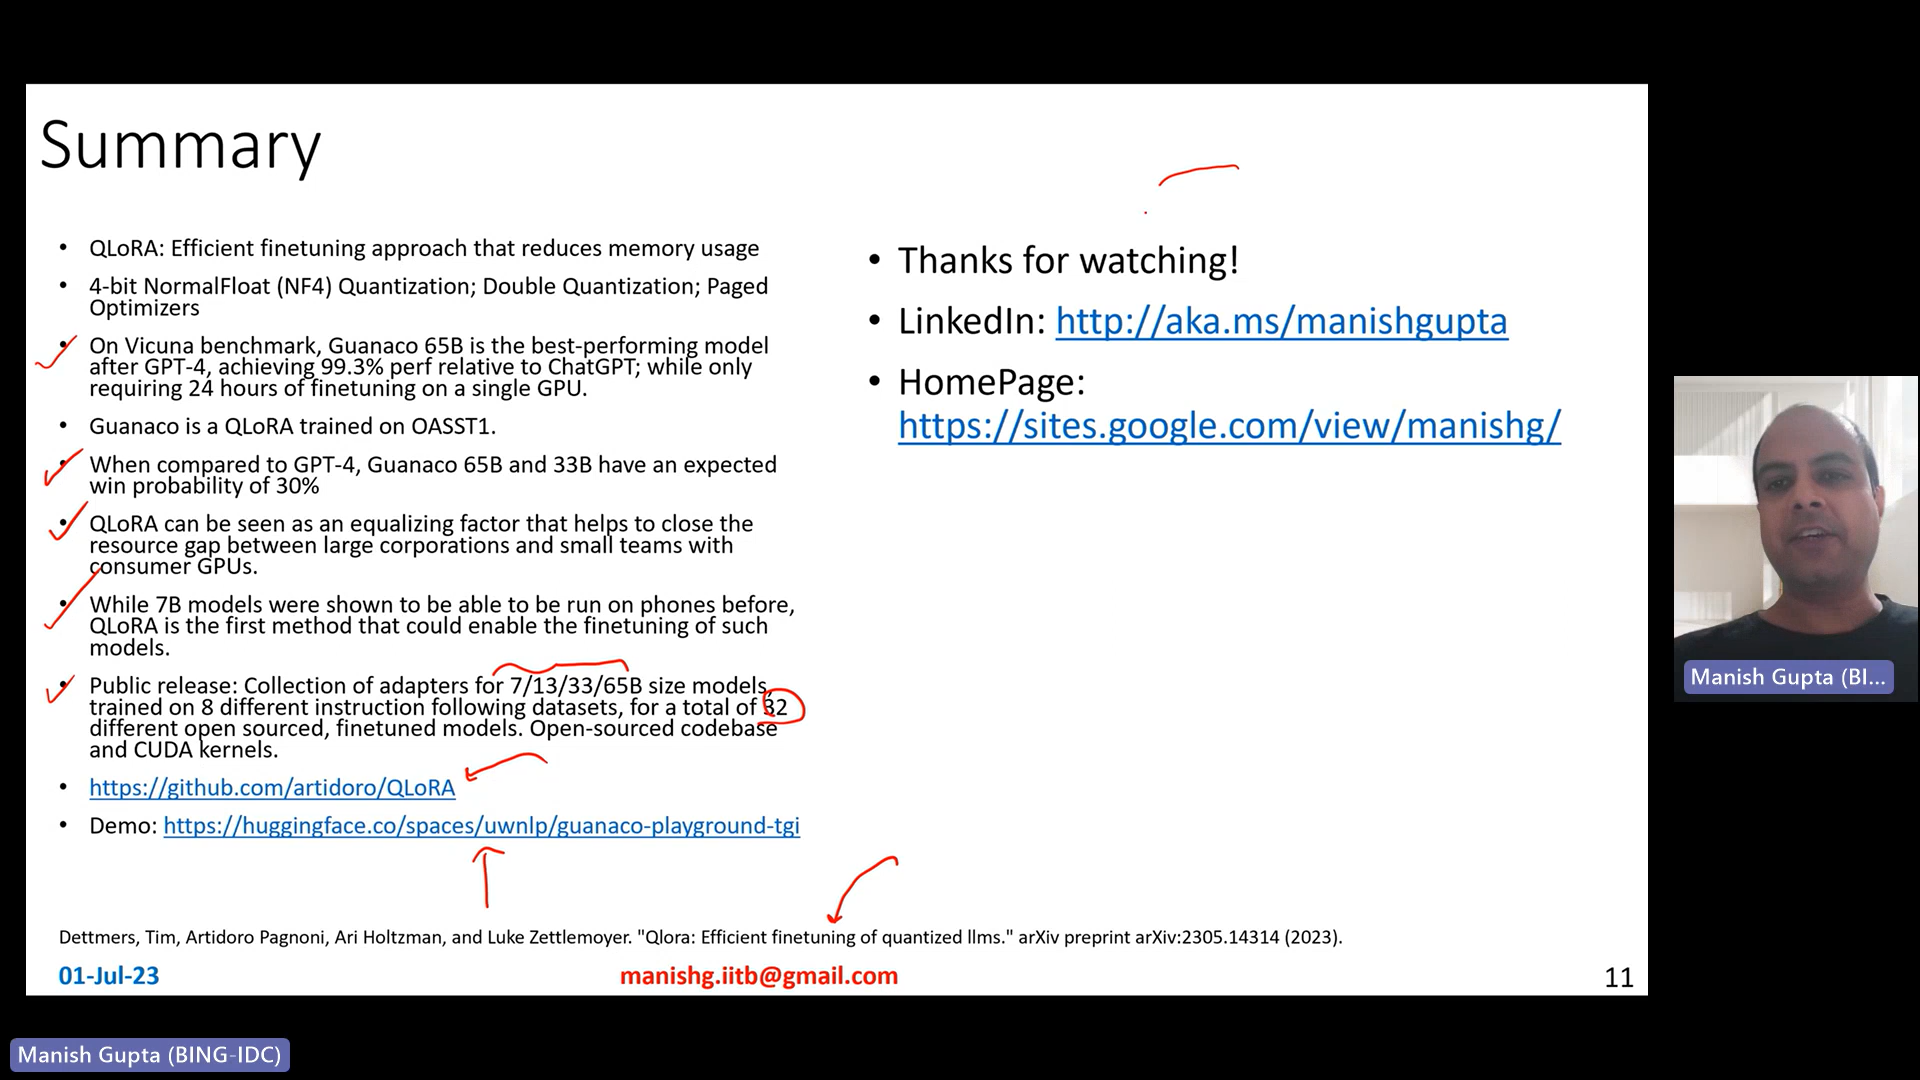 Summary
• QLoRA: Efficient finetuning approach that reduces memory usage
• 4-bit NormalFloat (NF4) Quantization; Double Quantization; Paged
Optimizers
• On Vicuna benchmark, Guanaco 65B is the best-performing model
after GPT-4, achieving 99.3% perf relative to ChatGPT; while only
requiring 24 hours of finetuning on a single GPU.
• Guanaco is a QLoRA trained on OASST1.
• When compared to GPT-4, Guanaco 65B and 33B have an expected
win probability of 30%
• QLoRA can be seen as an equalizing factor that helps to close the
resource gap between large corporations and small teams with
consumer GPUs.
• While 7B models were shown to be able to be run on phones before,
QLoRA is the first method that could enable the finetuning of such
models.
• Public release: Collection of adapters for 7/13/33/65B size models,
trained on 8 different instruction following datasets, for a total of 32
different open sourced, finetuned models. Open-sourced codebase
and CUDA kernels.
• https://github.com/artidoro/QLoRA
• Demo: https://huggingface.co/spaces/uwnlp/guanaco-playground-tgi
• Thanks for watching!
• LinkedIn: http://aka.ms/manishgupta
• HomePage:
https://sites.google.com/view/manishg/
Dettmers, Tim, Artidoro Pagnoni, Ari Holtzman, and Luke Zettlemoyer. "Qlora: Efficient finetuning of quantized llms." arXiv preprint arXiv:2305.14314 (2023).
01-Jul-23
manishg.iitb@gmail.com
11
Manish Gupta (BI...
Manish Gupta (BING-IDC)